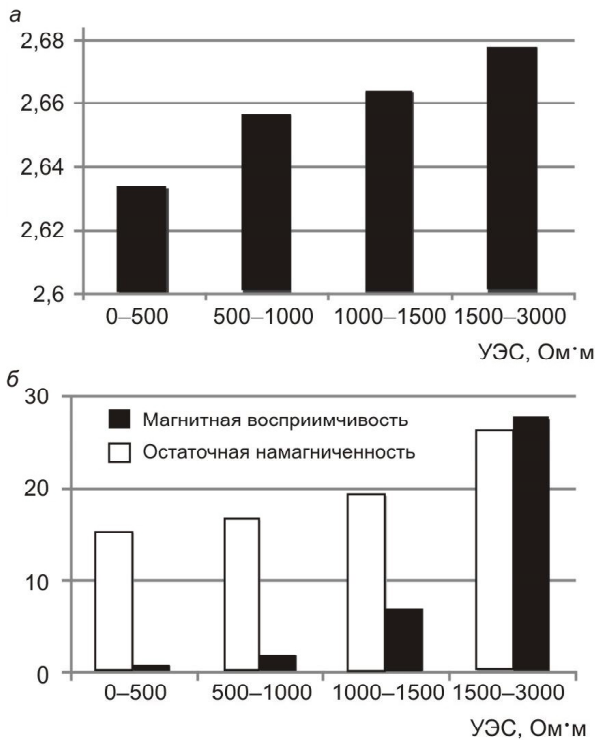 а
2,68
2,66
2,64
2,62
2,6
0–500 500–1000 1000–1500 1500–3000
УЭС, Ом·м
б
30
20
10
0
Магнитная восприимчивость
Остаточная намагниченность
0–500 500–1000 1000–1500 1500–3000
УЭС, Ом·м